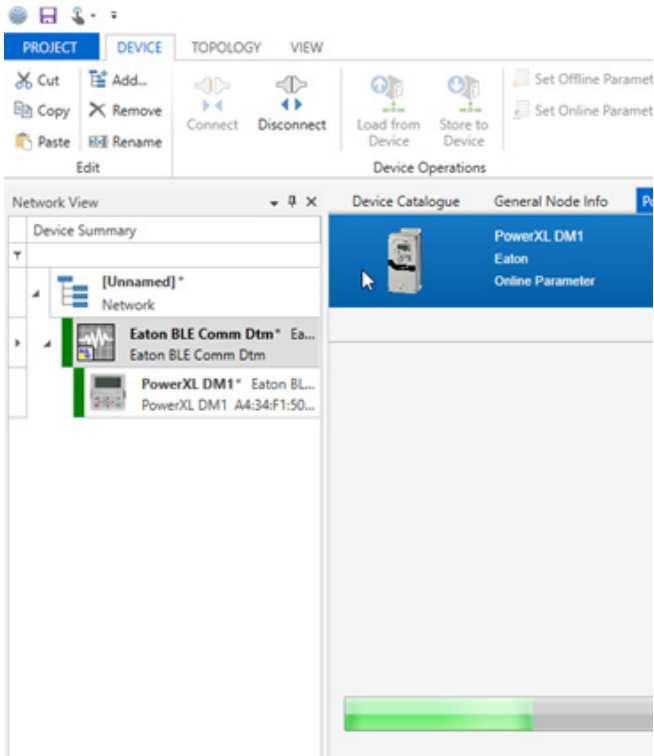 PROJECT DEVICE TOPOLOGY VIEW
Cut Add...
Copy Remove
Paste Rename
Connect Disconnect
Load from Device
Store to Device
Set Offline Paramet
Set Online Paramet
Edit Device Operations
Network View
Device Catalogue General Node Info Po
Device Summary
PowerXL DM1
Eaton
Online Parameter
[Unnamed]*
Network
Eaton BLE Comm Dtm* Ea...
Eaton BLE Comm Dtm
PowerXL DM1* Eaton BL...
PowerXL DM1 A4:34:F1:50...